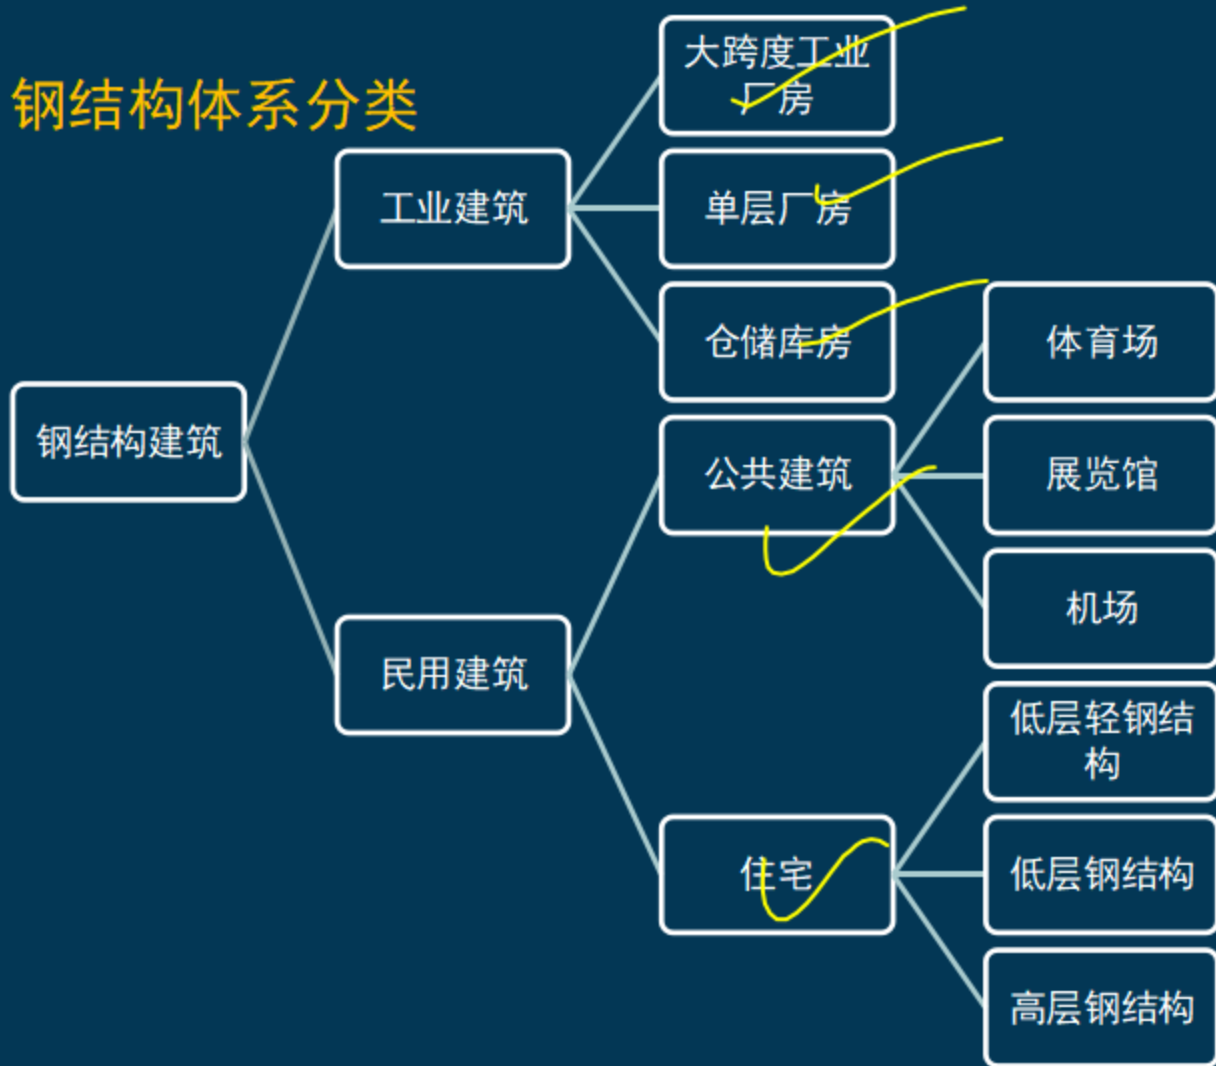 钢结构体系分类
钢结构建筑
工业建筑
大跨度工业
厂房
单层厂房
仓储库房
民用建筑
公共建筑
体育场
展览馆
机场
住宅
低层轻钢结
构
低层钢结构
高层钢结构